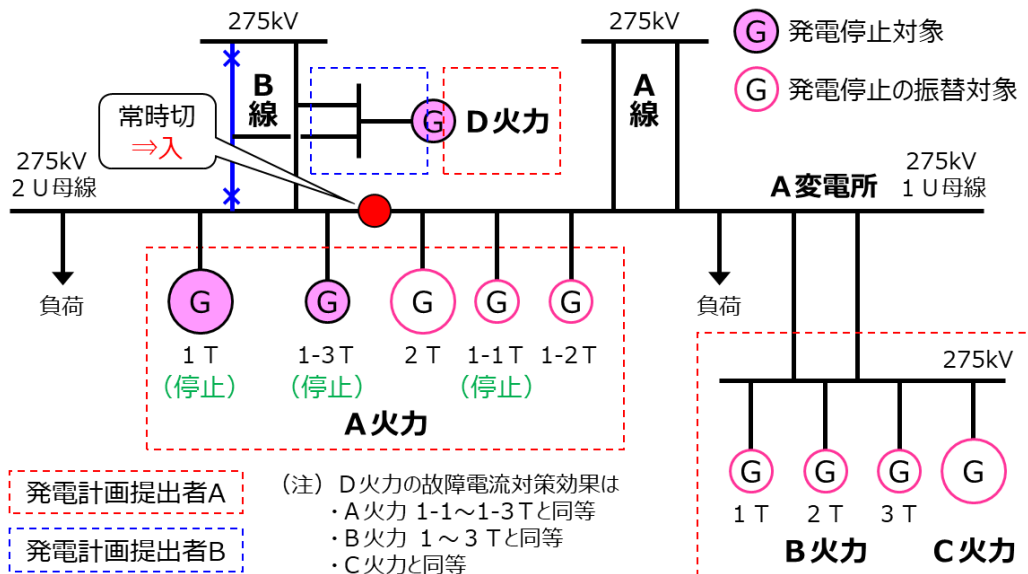 275kV
275kV
G 発電停止対象
G 発電停止の振替対象
B線
A線
G D火力
常時切
⇒入
275kV
2U母線
A変電所
275kV
1U母線
負荷
負荷
G G G G G
1T 1-3T 2T 1-1T 1-2T
(停止) (停止) (停止)
A火力
275kV
G G G G
1T 2T 3T
B火力 C火力
発電計画提出者A
発電計画提出者B
(注)D火力の故障電流対策効果は
・A火力 1-1～1-3Tと同等
・B火力 1～3Tと同等
・C火力と同等